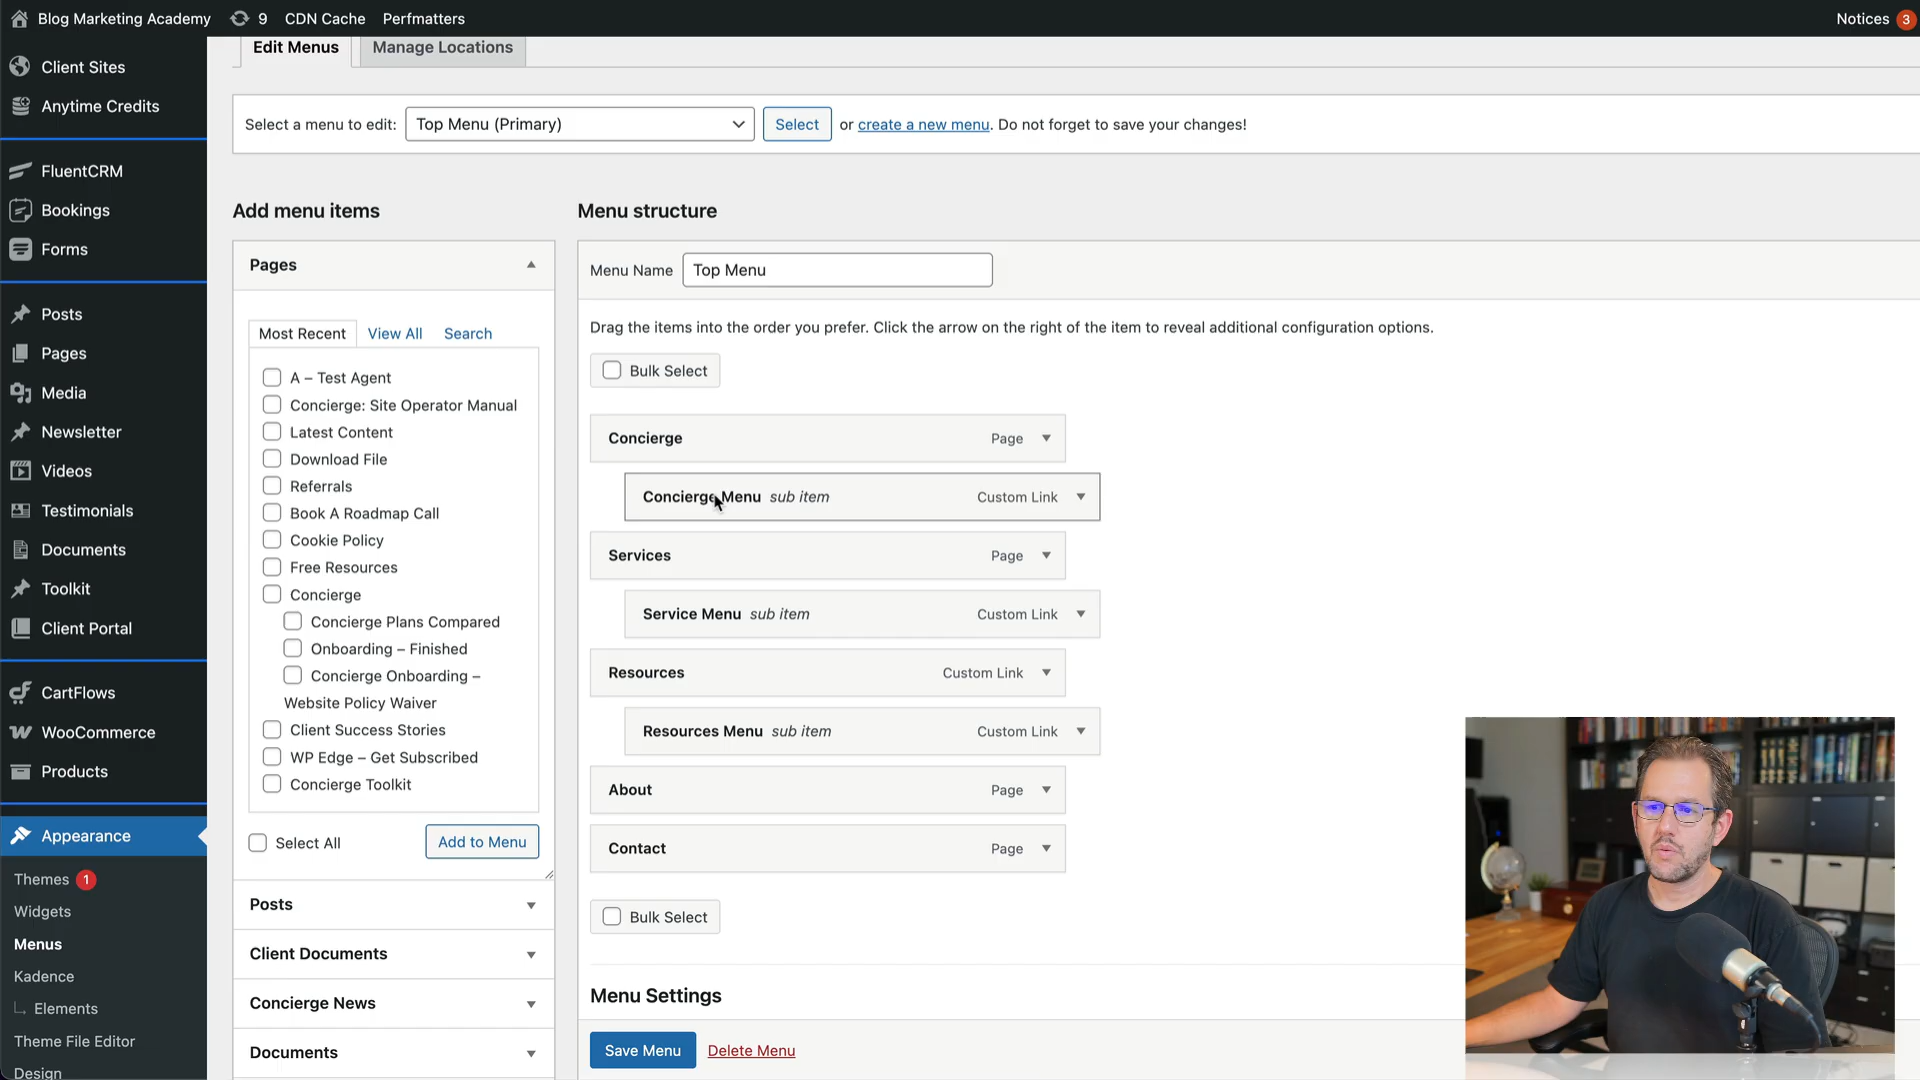 Blog Marketing Academy 9 CDN Cache Perfmatters Notices 3
Client Sites
Anytime Credits
FluentCRM
Bookings
Forms
Posts
Pages
Media
Newsletter
Videos
Testimonials
Documents
Toolkit
Client Portal
CartFlows
WooCommerce
Products
Appearance
Themes 1
Widgets
Menus
Kadence
Elements
Theme File Editor
Design
Edit Menus Manage Locations
Select a menu to edit: Top Menu (Primary) Select or create a new menu. Do not forget to save your changes!
Add menu items
Pages
Most Recent View All Search
A – Test Agent
Concierge: Site Operator Manual
Latest Content
Download File
Referrals
Book A Roadmap Call
Cookie Policy
Free Resources
Concierge
Concierge Plans Compared
Onboarding – Finished
Concierge Onboarding –
Website Policy Waiver
Client Success Stories
WP Edge – Get Subscribed
Concierge Toolkit
Select All Add to Menu
Posts
Client Documents
Concierge News
Documents
Menu structure
Menu Name Top Menu
Drag the items into the order you prefer. Click the arrow on the right of the item to reveal additional configuration options.
Bulk Select
Concierge Page
Concierge Menu sub item Custom Link
Services Page
Service Menu sub item Custom Link
Resources Custom Link
Resources Menu sub item Custom Link
About Page
Contact Page
Bulk Select
Menu Settings
Save Menu Delete Menu